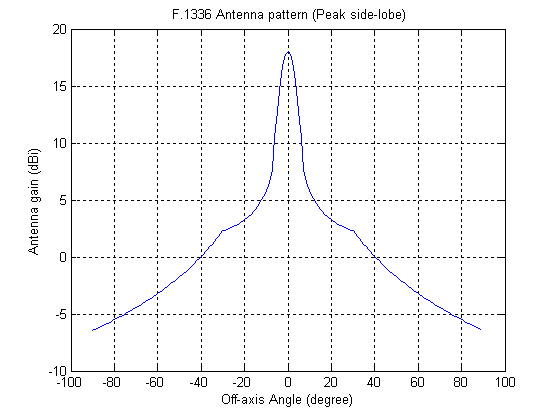 F.1336 Antenna pattern (Peak side-lobe)
20
15
10
5
0
-5
-10
Antenna gain (dBi)
-100 -80 -60 -40 -20 0 20 40 60 80 100
Off-axis Angle (degree)